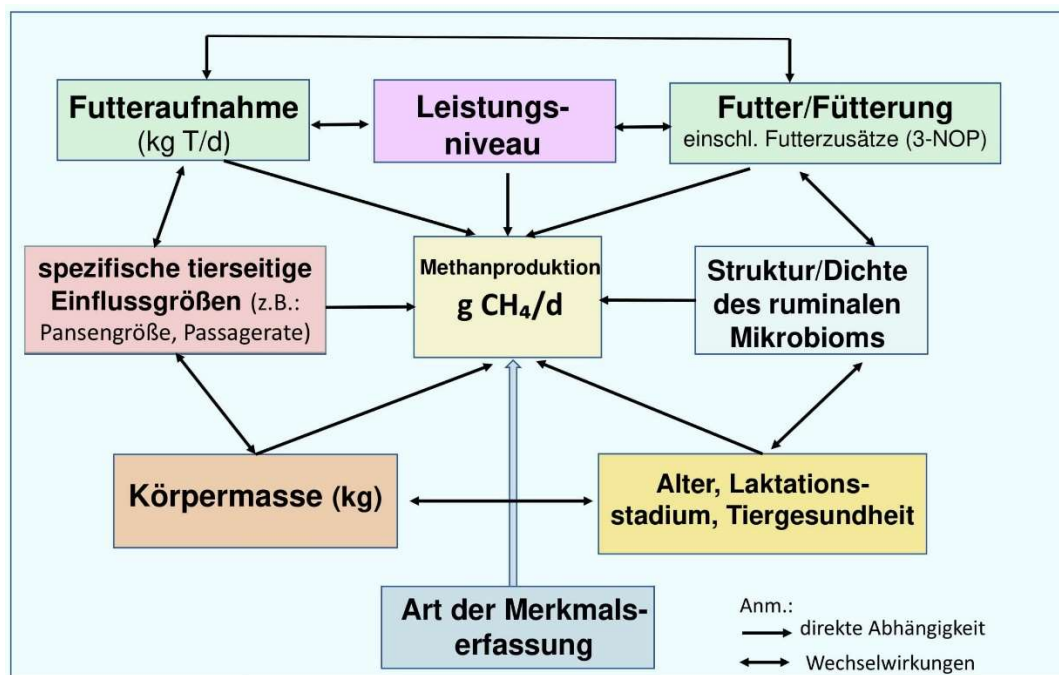 Futteraufnahme
(kg T/d)
Leistungs-
niveau
Futter/Fütterung
einschl. Futterzusätze (3-NOP)
spezifische tierseitige
Einflussgrößen (z.B.:
Pansengröße, Passagerate)
Methanproduktion
g CH₄/d
Struktur/Dichte
des ruminalen
Mikrobioms
Körpermasse (kg)
Alter, Laktations-
stadium, Tiergesundheit
Art der Merkmals-
erfassung
Anm.:
direkte Abhängigkeit
Wechselwirkungen